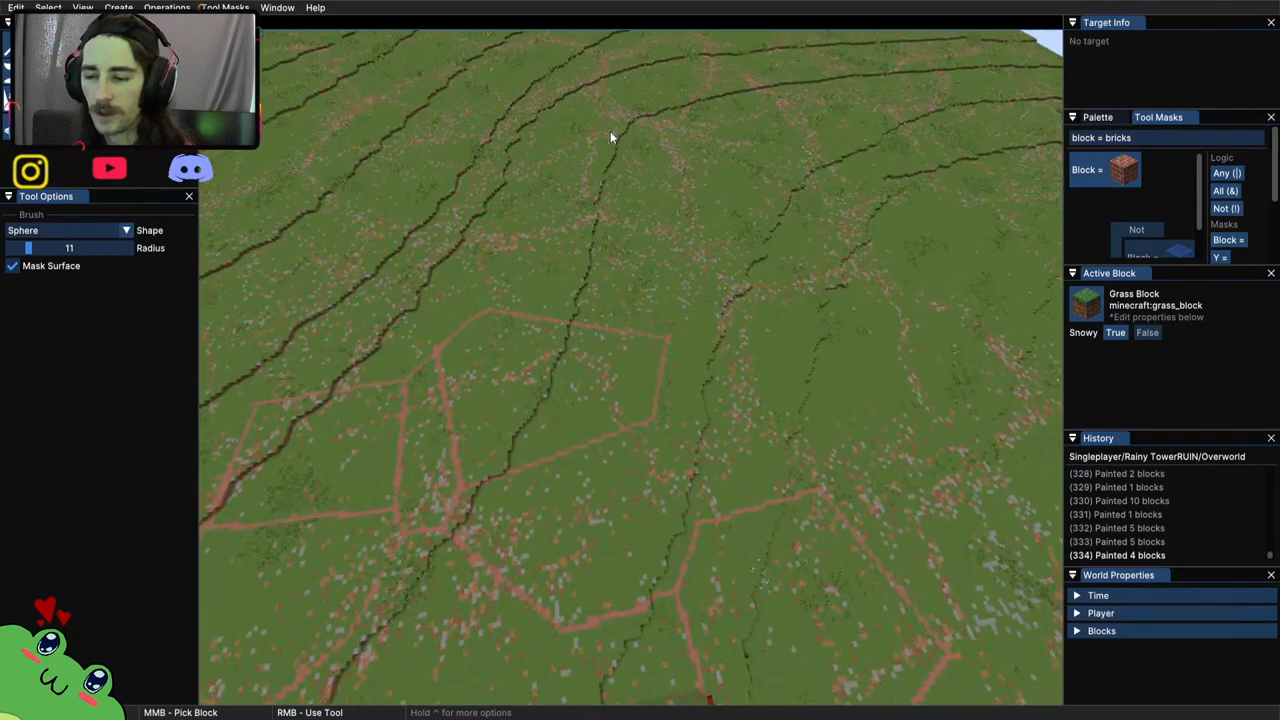 Edit Select View Create Operations Tool Masks Window Help
Tool Options
Brush
Sphere Shape
11 Radius
Mask Surface
Target Info
No target
Palette Tool Masks
block = bricks
Block =
Logic
Any (|)
All (&)
Not (!)
Masks
Block =
Y =
Not
Block =
Active Block
Grass Block
minecraft:grass_block
*Edit properties below
Snowy True False
History
Singleplayer/Rainy TowerRUIN/Overworld
(328) Painted 2 blocks
(329) Painted 1 blocks
(330) Painted 10 blocks
(331) Painted 1 blocks
(332) Painted 5 blocks
(333) Painted 5 blocks
(334) Painted 4 blocks
World Properties
Time
Player
Blocks
MMB - Pick Block RMB - Use Tool Hold ^ for more options